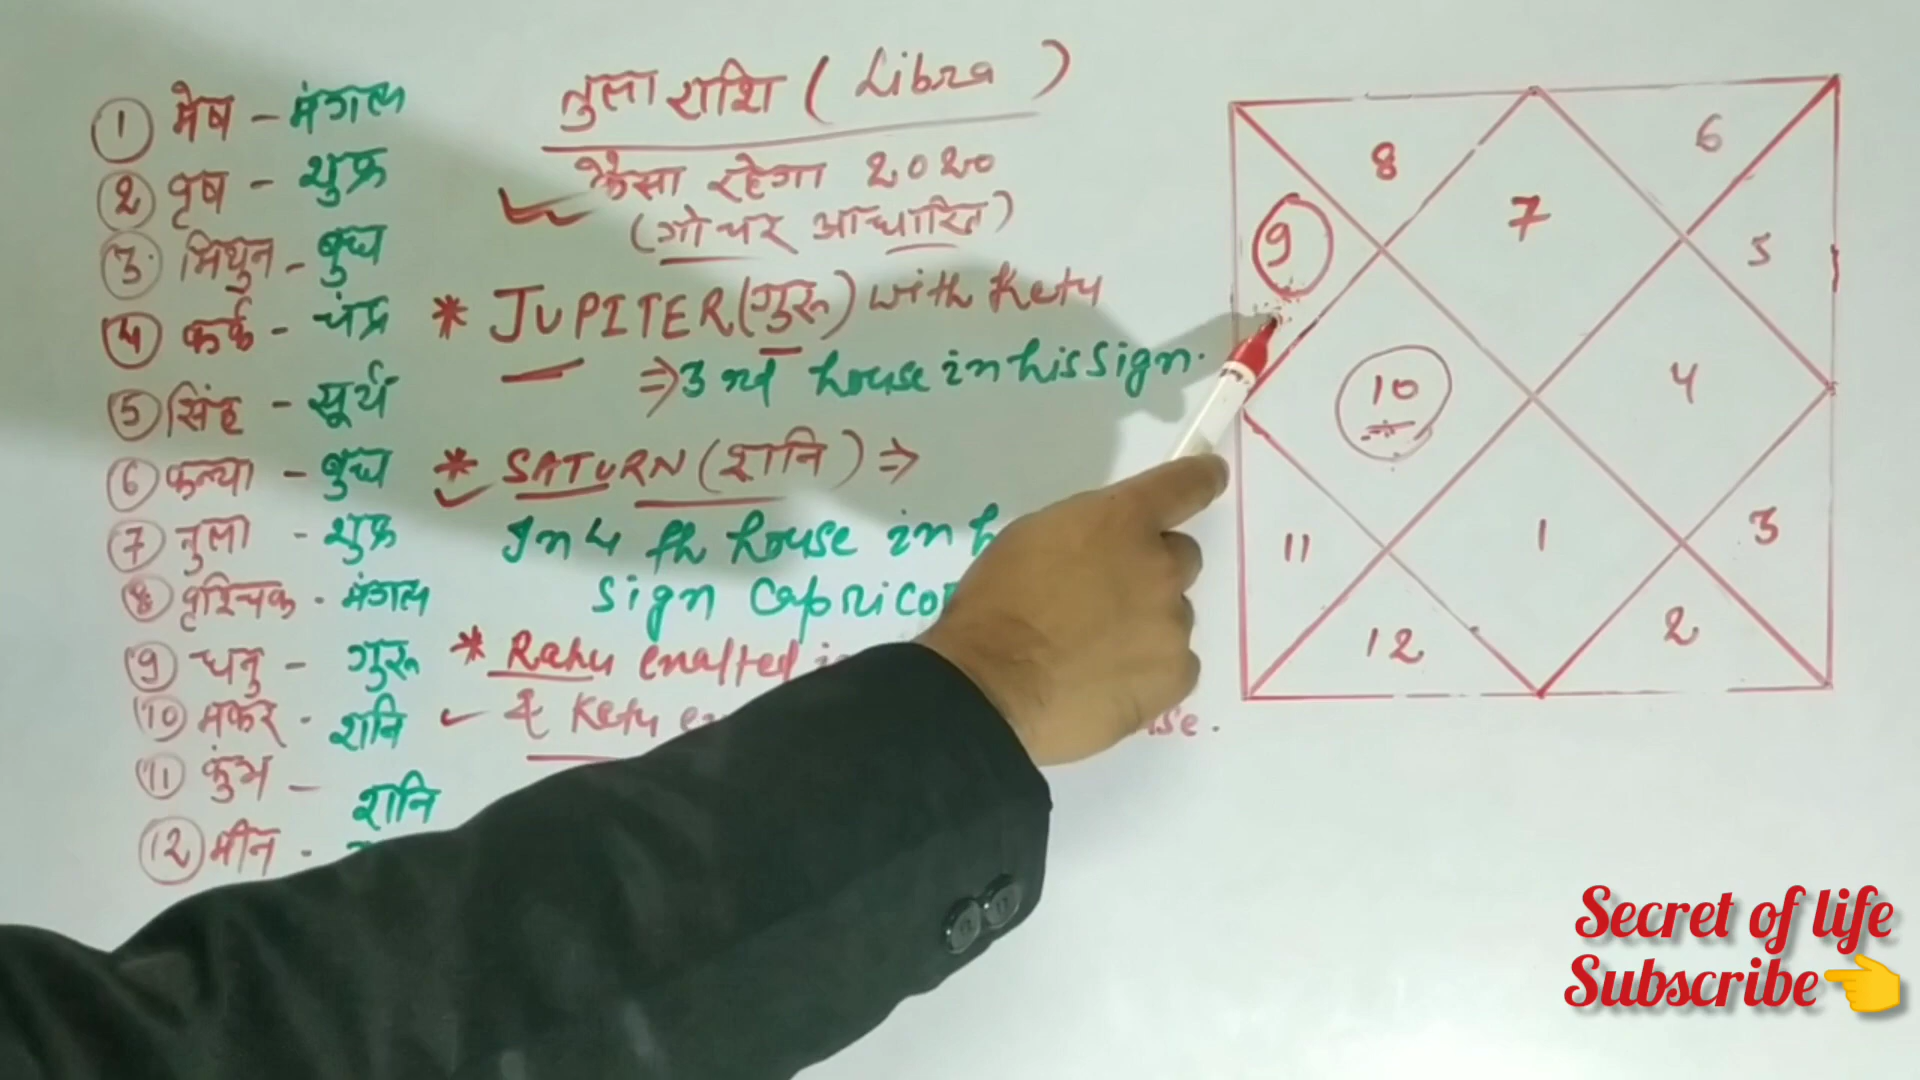 ① मेष - मंगल
② वृष - शुक्र
③ मिथुन - बुध
④ कर्क - चंद्र
⑤ सिंह - सूर्य
⑥ कन्या - बुध
⑦ तुला - शुक्र
⑧ वृश्चिक - मंगल
⑨ धनु - गुरू
⑩ मकर - शनि
⑪ कुंभ - शनि
⑫ मीन -
तुला राशि ( Libra )
कैसा रहेगा 2020
(गोचर आधारित)
* JUPITER (गुरू) with Ketu
⇒ 3rd house in his sign.
* SATURN (शनि) ⇒
In 4th house in
sign
* Rahu
& Ketu
8
6
9
7
5
10
4
11
1
3
12
2
Secret of life
Subscribe